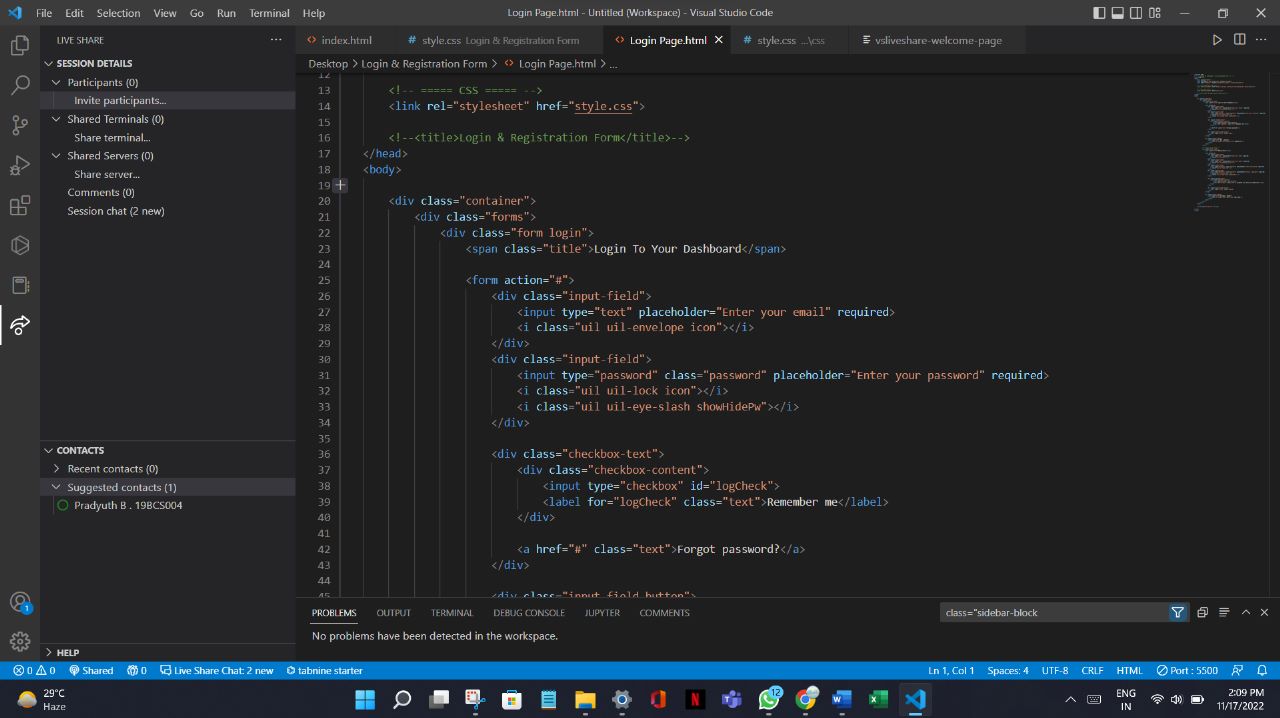 File Edit Selection View Go Run Terminal Help
Login Page.html - Untitled (Workspace) - Visual Studio Code
LIVE SHARE
SESSION DETAILS
Participants (0)
Invite participants...
Shared Terminals (0)
Share terminal...
Shared Servers (0)
Share server...
Comments (0)
Session chat (2 new)
CONTACTS
Recent contacts (0)
Suggested contacts (1)
Pradyuth B . 19BCS004
HELP
index.html
style.css Login & Registration Form
Login Page.html
style.css ...\css
vsliveshare-welcome-page
Desktop > Login & Registration Form > Login Page.html > ...
12
13 <!-- ===== CSS ===== -->
14 <link rel="stylesheet" href="style.css">
15
16 <!--<title>Login & Registration Form</title>-->
17 </head>
18 <body>
19
20 <div class="container">
21 <div class="forms">
22 <div class="form login">
23 <span class="title">Login To Your Dashboard</span>
24
25 <form action="#">
26 <div class="input-field">
27 <input type="text" placeholder="Enter your email" required>
28 <i class="uil uil-envelope icon"></i>
29 </div>
30 <div class="input-field">
31 <input type="password" class="password" placeholder="Enter your password" required>
32 <i class="uil uil-lock icon"></i>
33 <i class="uil uil-eye-slash showHidePw"></i>
34 </div>
35
36 <div class="checkbox-text">
37 <div class="checkbox-content">
38 <input type="checkbox" id="logCheck">
39 <label for="logCheck" class="text">Remember me</label>
40 </div>
41
42 <a href="#" class="text">Forgot password?</a>
43 </div>
44
45 <div class="input-field button">
PROBLEMS OUTPUT TERMINAL DEBUG CONSOLE JUPYTER COMMENTS
class="sidebar-block
No problems have been detected in the workspace.
1
0 0 Shared 0 Live Share Chat: 2 new tabnine starter
Ln 1, Col 1 Spaces: 4 UTF-8 CRLF HTML Port : 5500
29°C
Haze
12
ENG
IN
2:09 PM
11/17/2022